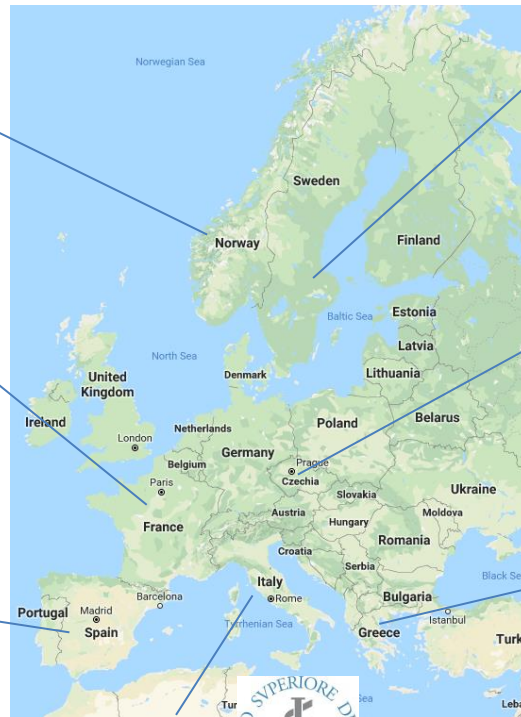 Norwegian Sea
Sweden
Norway
Finland
Estonia
Baltic Sea
Latvia
North Sea
Denmark
Lithuania
United
Kingdom
Ireland
Belarus
Poland
Netherlands
London
Germany
Belgium
Prague
Czechia
Paris
Ukraine
Slovakia
Austria
Moldova
France
Hungary
Romania
Croatia
Serbia
Italy
Black Se
Barcelona
Bulgaria
Portugal
Madrid
Rome
Istanbul
Spain
Tyrrhenian Sea
Greece
Turk
Tur
SVPERIORE
Sea
Leba